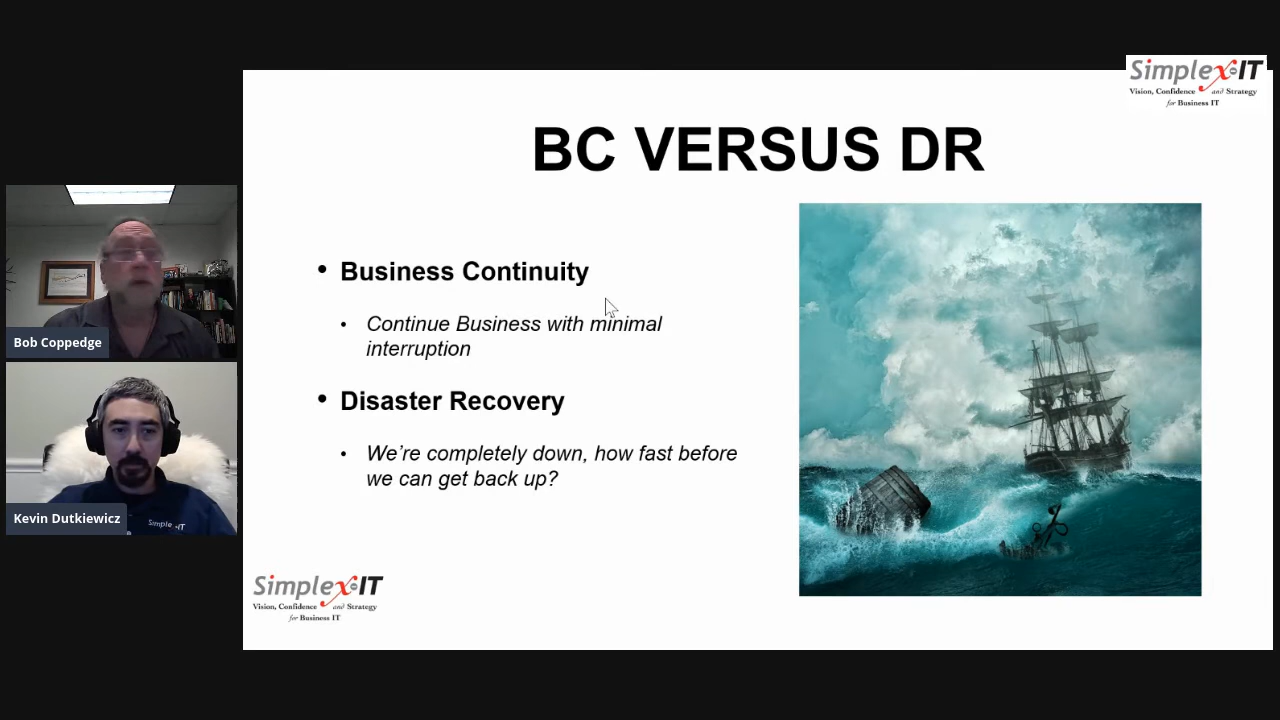 Simplex-IT
Vision, Confidence and Strategy
for Business IT
BC VERSUS DR
• Business Continuity
• Continue Business with minimal
interruption
• Disaster Recovery
• We’re completely down, how fast before
we can get back up?
Bob Coppedge
Simplex-IT
Kevin Dutkiewicz
Simplex-IT
Vision, Confidence and Strategy
for Business IT